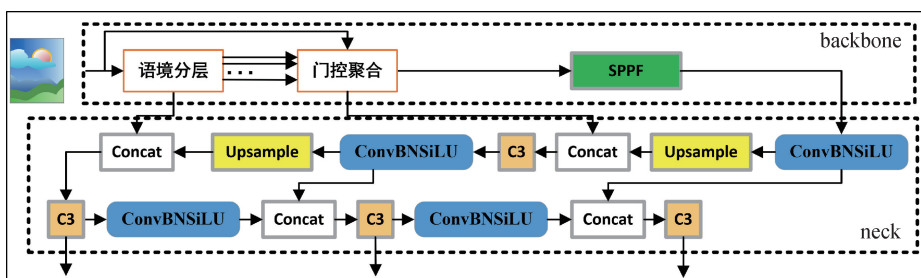 backbone
语境分层
...
门控聚合
SPPF
Concat
Upsample
ConvBNSiLU
C3
Concat
Upsample
ConvBNSiLU
C3
ConvBNSiLU
Concat
C3
ConvBNSiLU
Concat
C3
neck